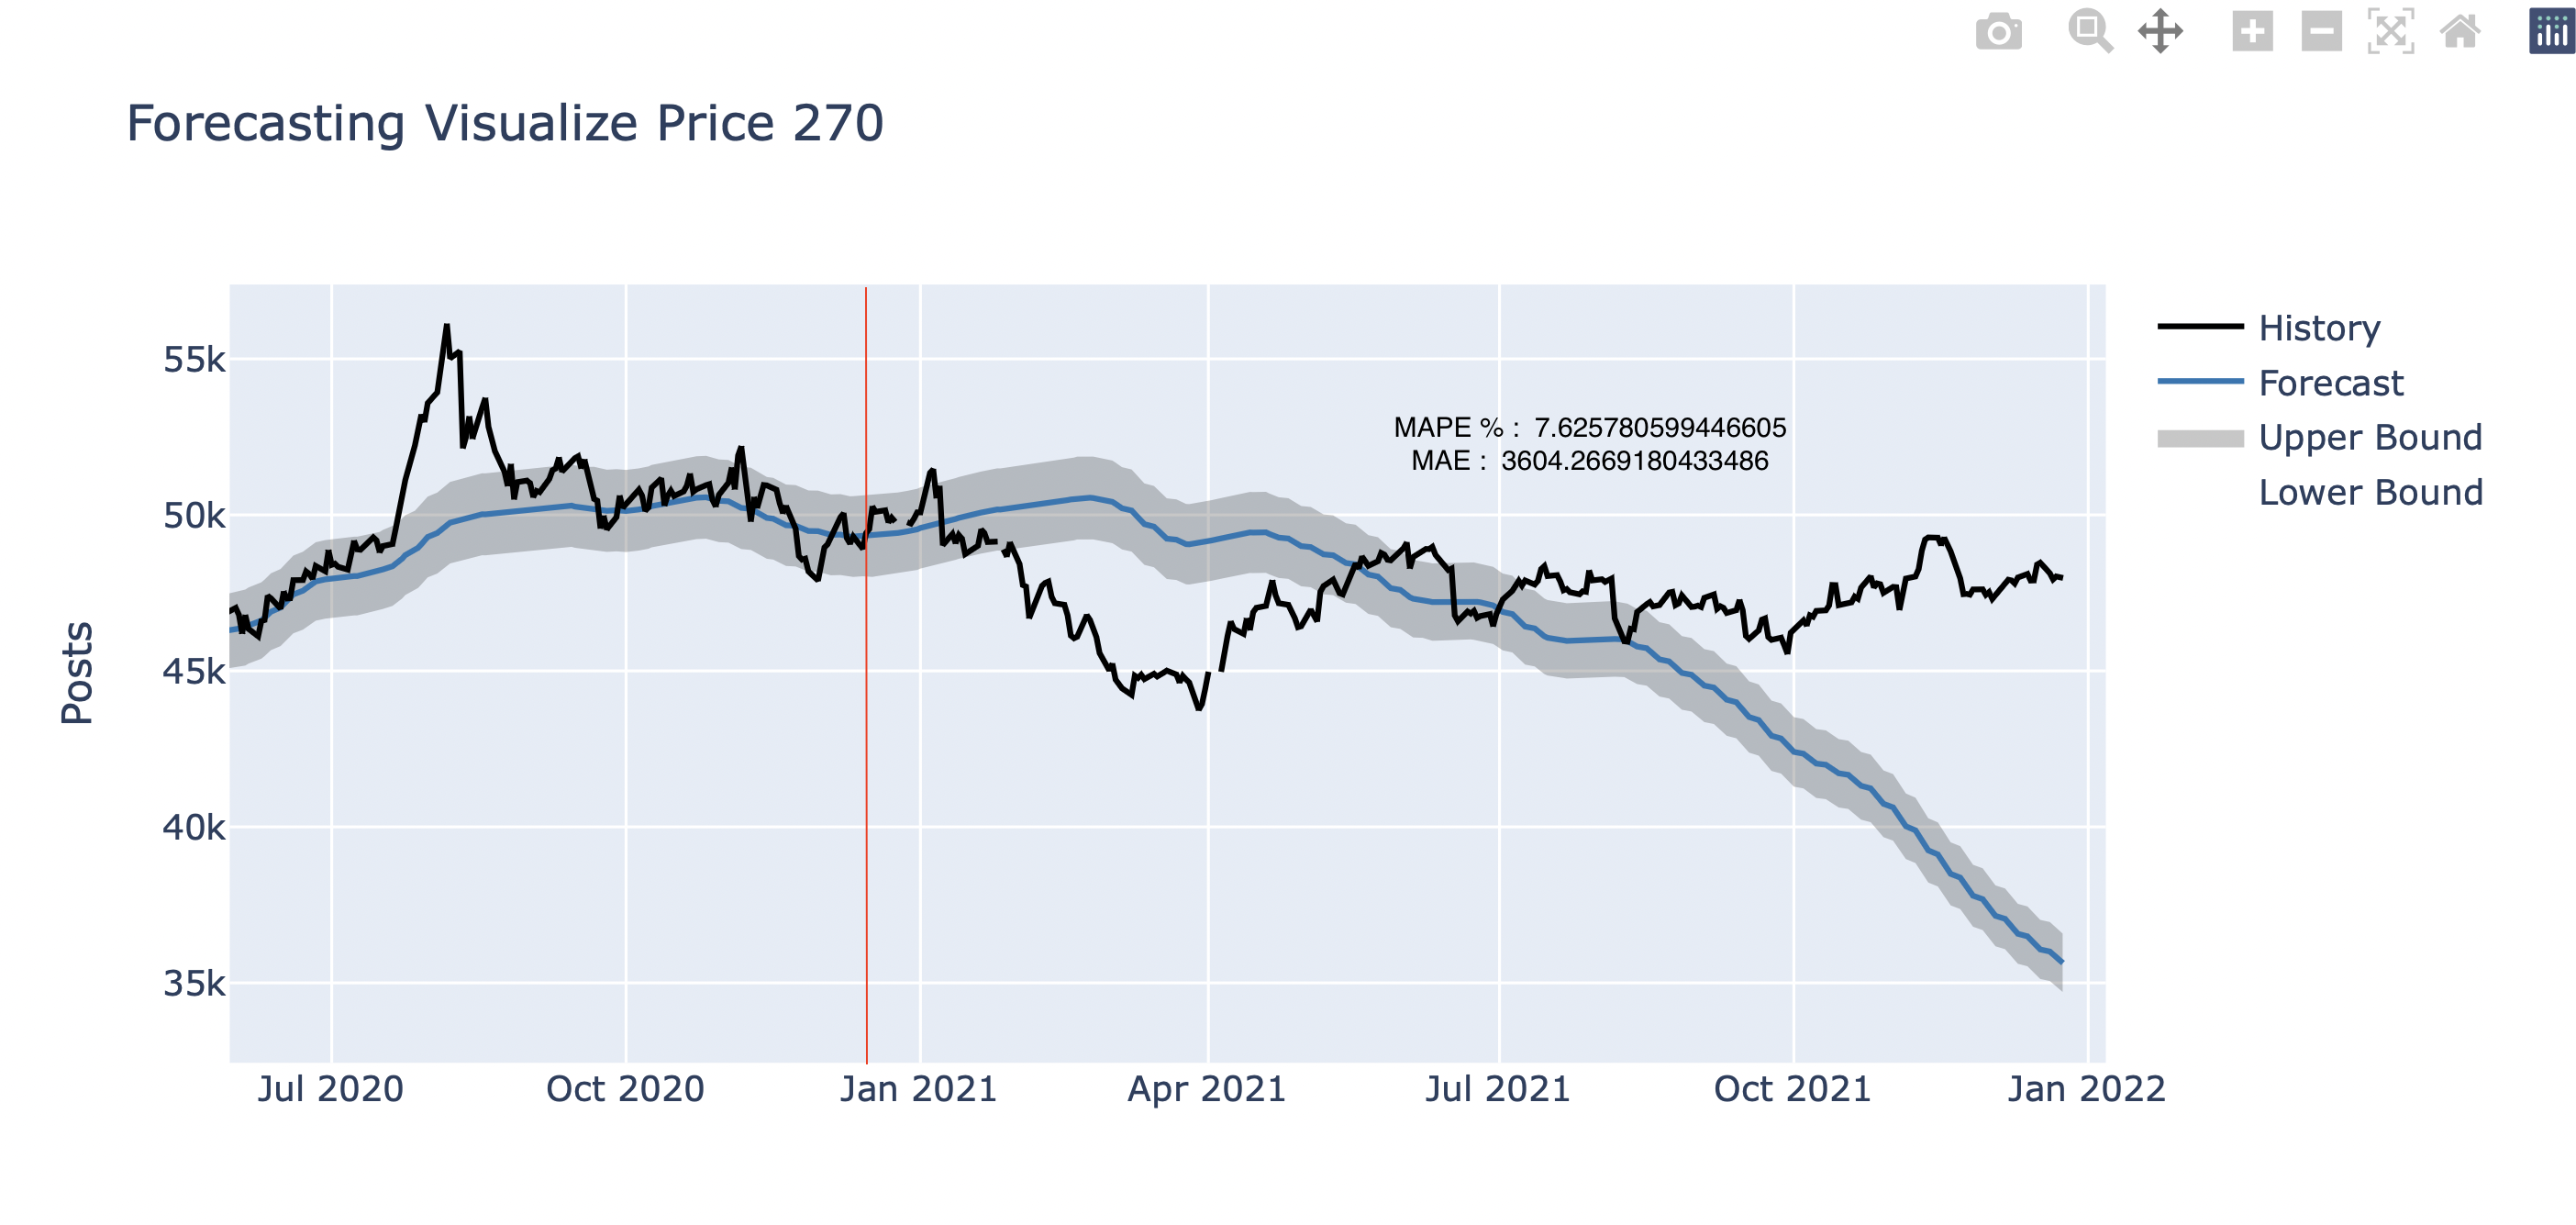 Forecasting Visualize Price 270
History
Forecast
Upper Bound
Lower Bound
MAPE % : 7.625780599446605
MAE : 3604.2669180433486
Posts
55k
50k
45k
40k
35k
Jul 2020
Oct 2020
Jan 2021
Apr 2021
Jul 2021
Oct 2021
Jan 2022